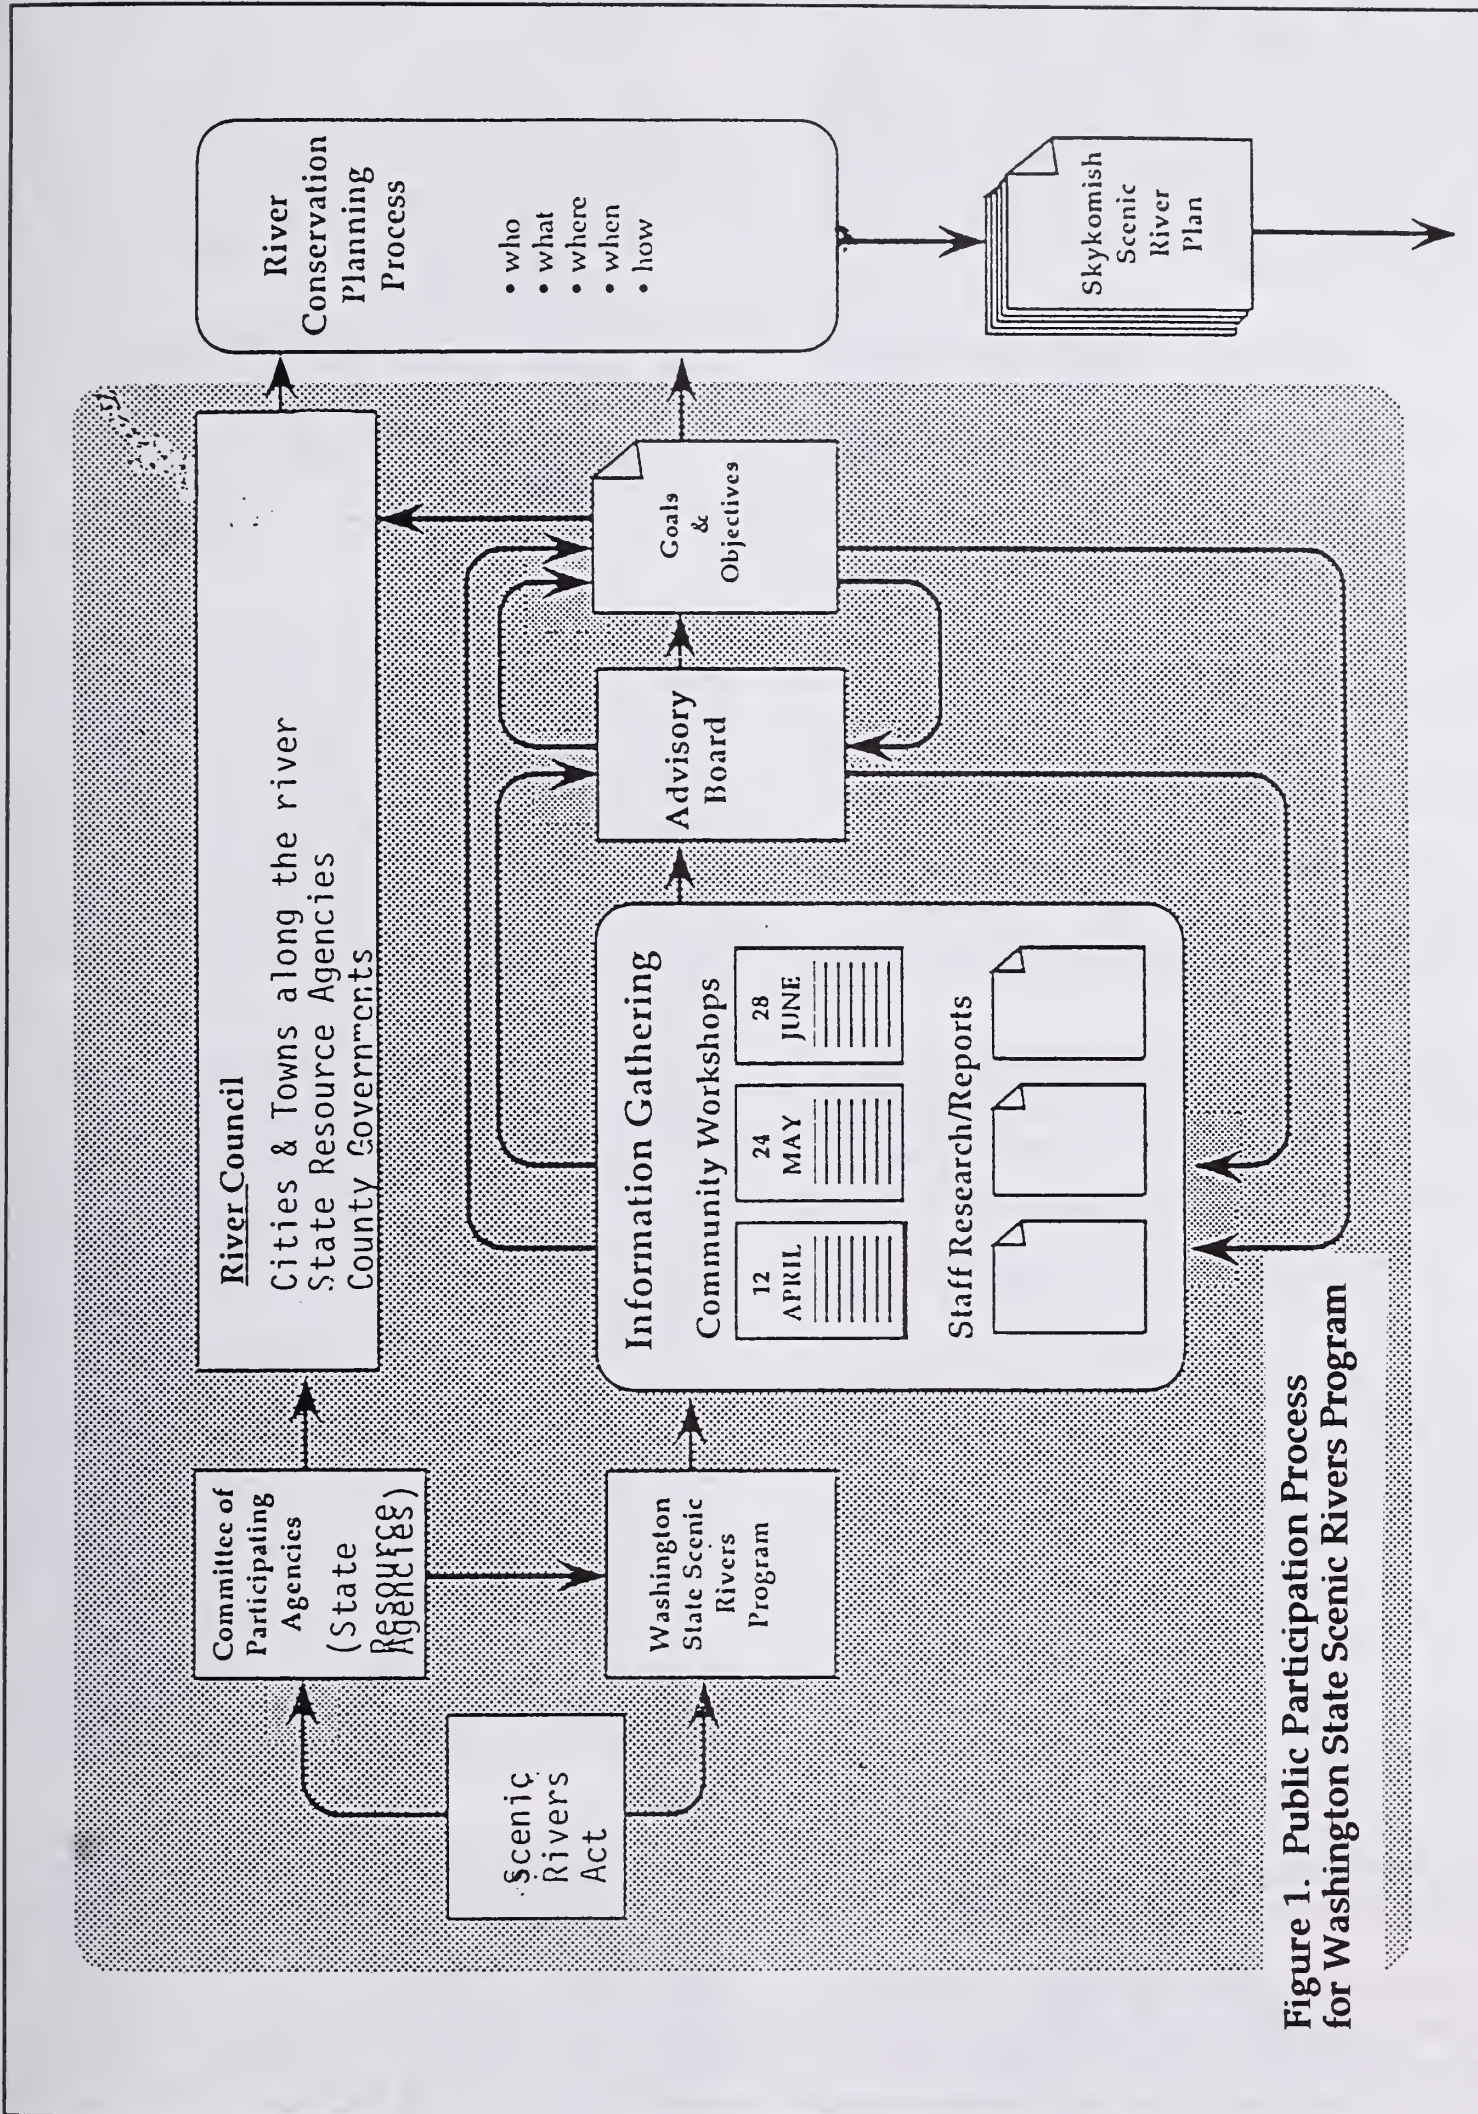 Scenic
Rivers
Act
Committee of
Participating
Agencies
(State
Resource
Agencies)
Washington
State Scenic
Rivers
Program
River Council
Cities & Towns along the river
State Resource Agencies
County Governments
Information Gathering
Community Workshops
12
APRIL
24
MAY
28
JUNE
Staff Research/Reports
Advisory
Board
Goals
&
Objectives
River
Conservation
Planning
Process
• who
• what
• where
• when
• how
Skykomish
Scenic
River
Plan
Figure 1. Public Participation Process
for Washington State Scenic Rivers Program